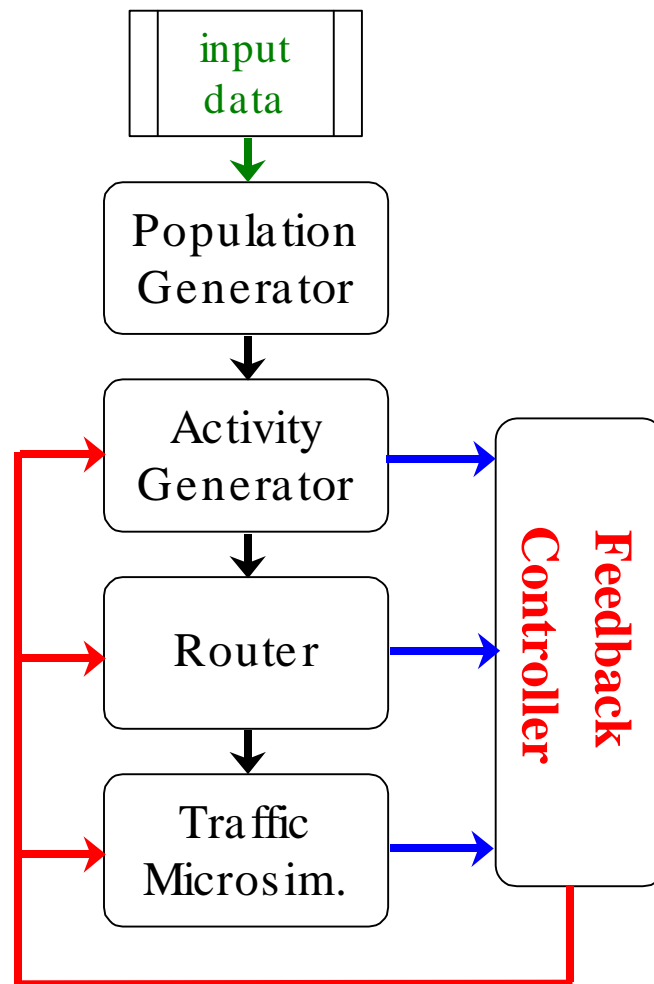 input
data
Population
Generator
Activity
Generator
Router
Traffic
Microsim.
Feedback
Controller